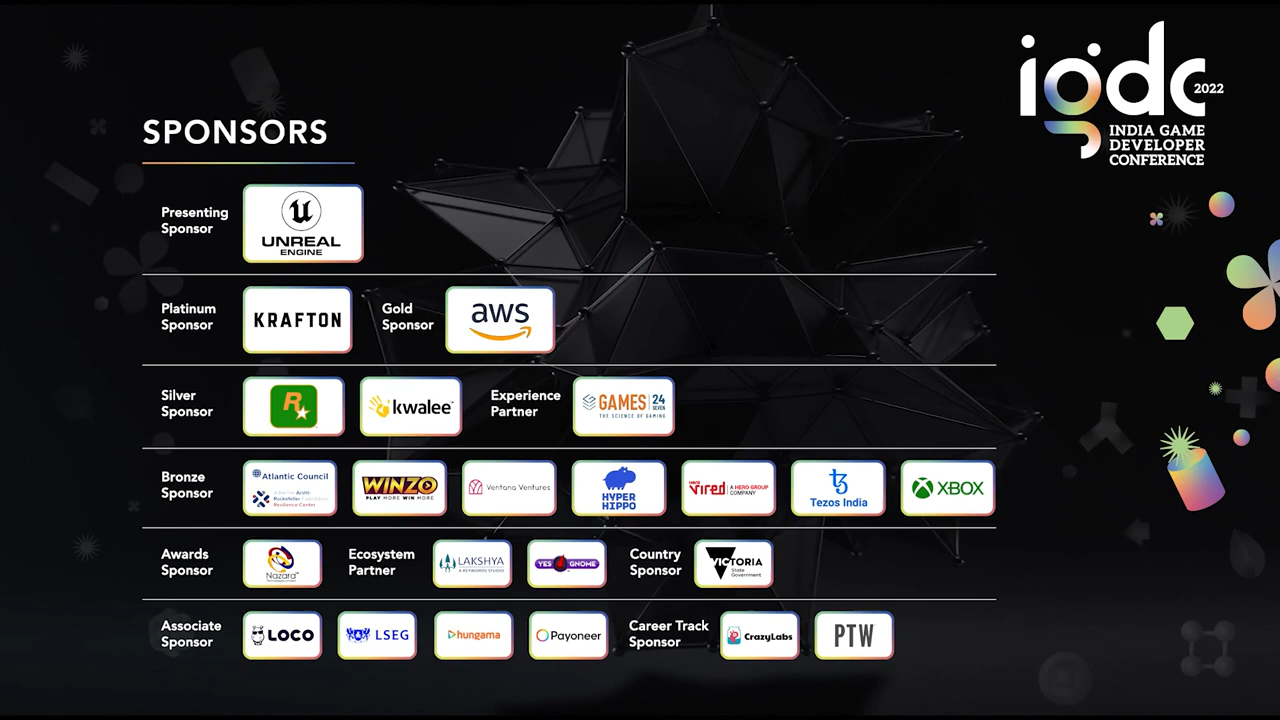 igdc 2022
INDIA GAME
DEVELOPER
CONFERENCE
SPONSORS
Presenting
Sponsor
UNREAL
ENGINE
Platinum
Sponsor
KRAFTON
Gold
Sponsor
aws
Silver
Sponsor
R
kwalee
Experience
Partner
GAMES 24
SEVEN
THE SCIENCE OF GAMING
Bronze
Sponsor
Atlantic Council
Adrienne Arsht-
Rockefeller Foundation
Resilience Center
WINZO
PLAY MORE WIN MORE
Ventana Ventures
HYPER
HIPPO
hero
vired
A HERO GROUP
COMPANY
Tezos India
XBOX
Awards
Sponsor
Nazara
Ecosystem
Partner
LAKSHYA
A KEYWORDS STUDIO
YES GNOME
Country
Sponsor
VICTORIA
State
Government
Associate
Sponsor
LOCO
LSEG
hungama
Payoneer
Career Track
Sponsor
CrazyLabs
PTW